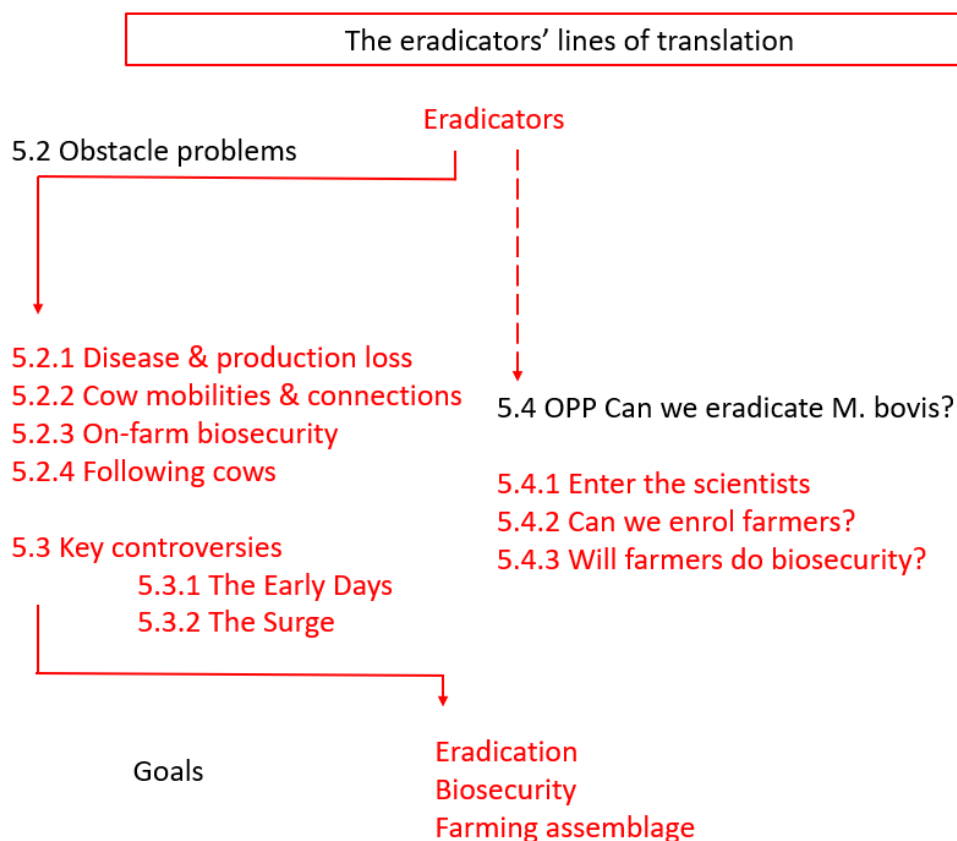 The eradicators’ lines of translation
Eradicators
5.2 Obstacle problems
5.2.1 Disease & production loss
5.2.2 Cow mobilities & connections
5.2.3 On-farm biosecurity
5.2.4 Following cows
5.3 Key controversies
5.3.1 The Early Days
5.3.2 The Surge
5.4 OPP Can we eradicate M. bovis?
5.4.1 Enter the scientists
5.4.2 Can we enrol farmers?
5.4.3 Will farmers do biosecurity?
Goals
Eradication
Biosecurity
Farming assemblage